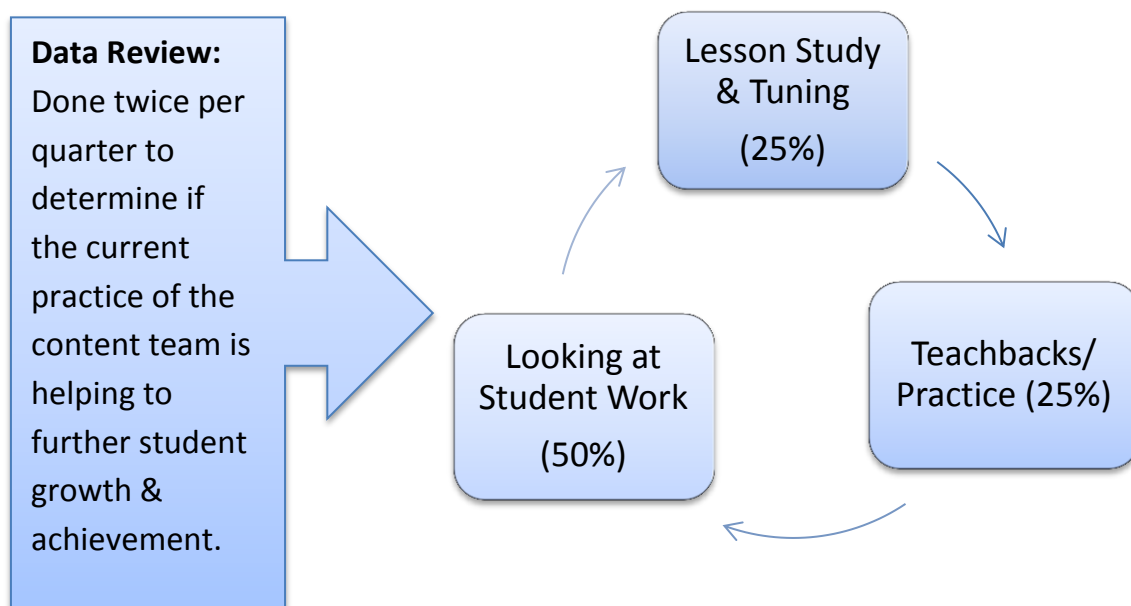 Data Review:
Done twice per
quarter to
determine if
the current
practice of the
content team is
helping to
further student
growth &
achievement.
Lesson Study
& Tuning
(25%)
Teachbacks/
Practice (25%)
Looking at
Student Work
(50%)